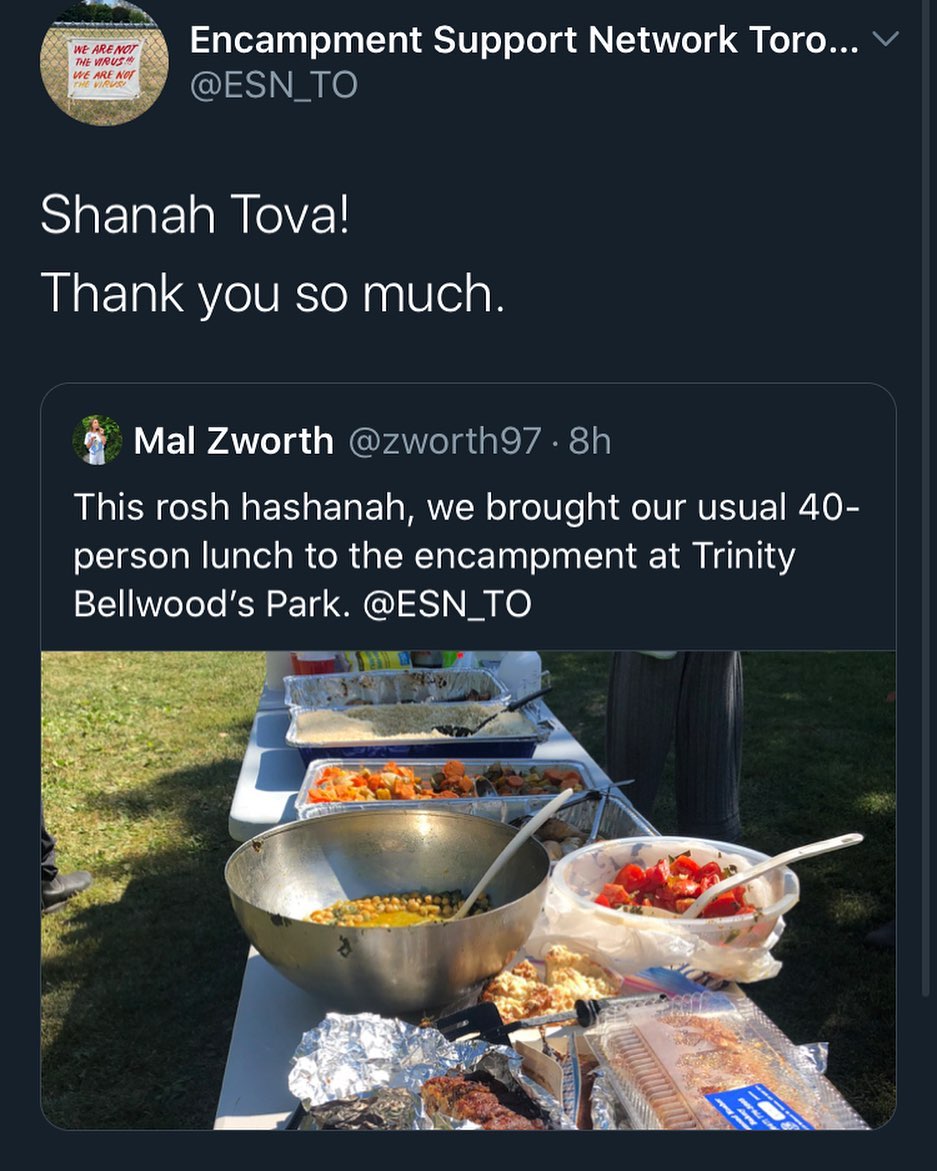 WE ARE NOT
THE VIRUS!!!
WE ARE NOT
THE VIRUS!
Encampment Support Network Toro...
@ESN_TO
Shanah Tova!
Thank you so much.
Mal Zworth @zworth97 · 8h
This rosh hashanah, we brought our usual 40-
person lunch to the encampment at Trinity
Bellwood's Park. @ESN_TO